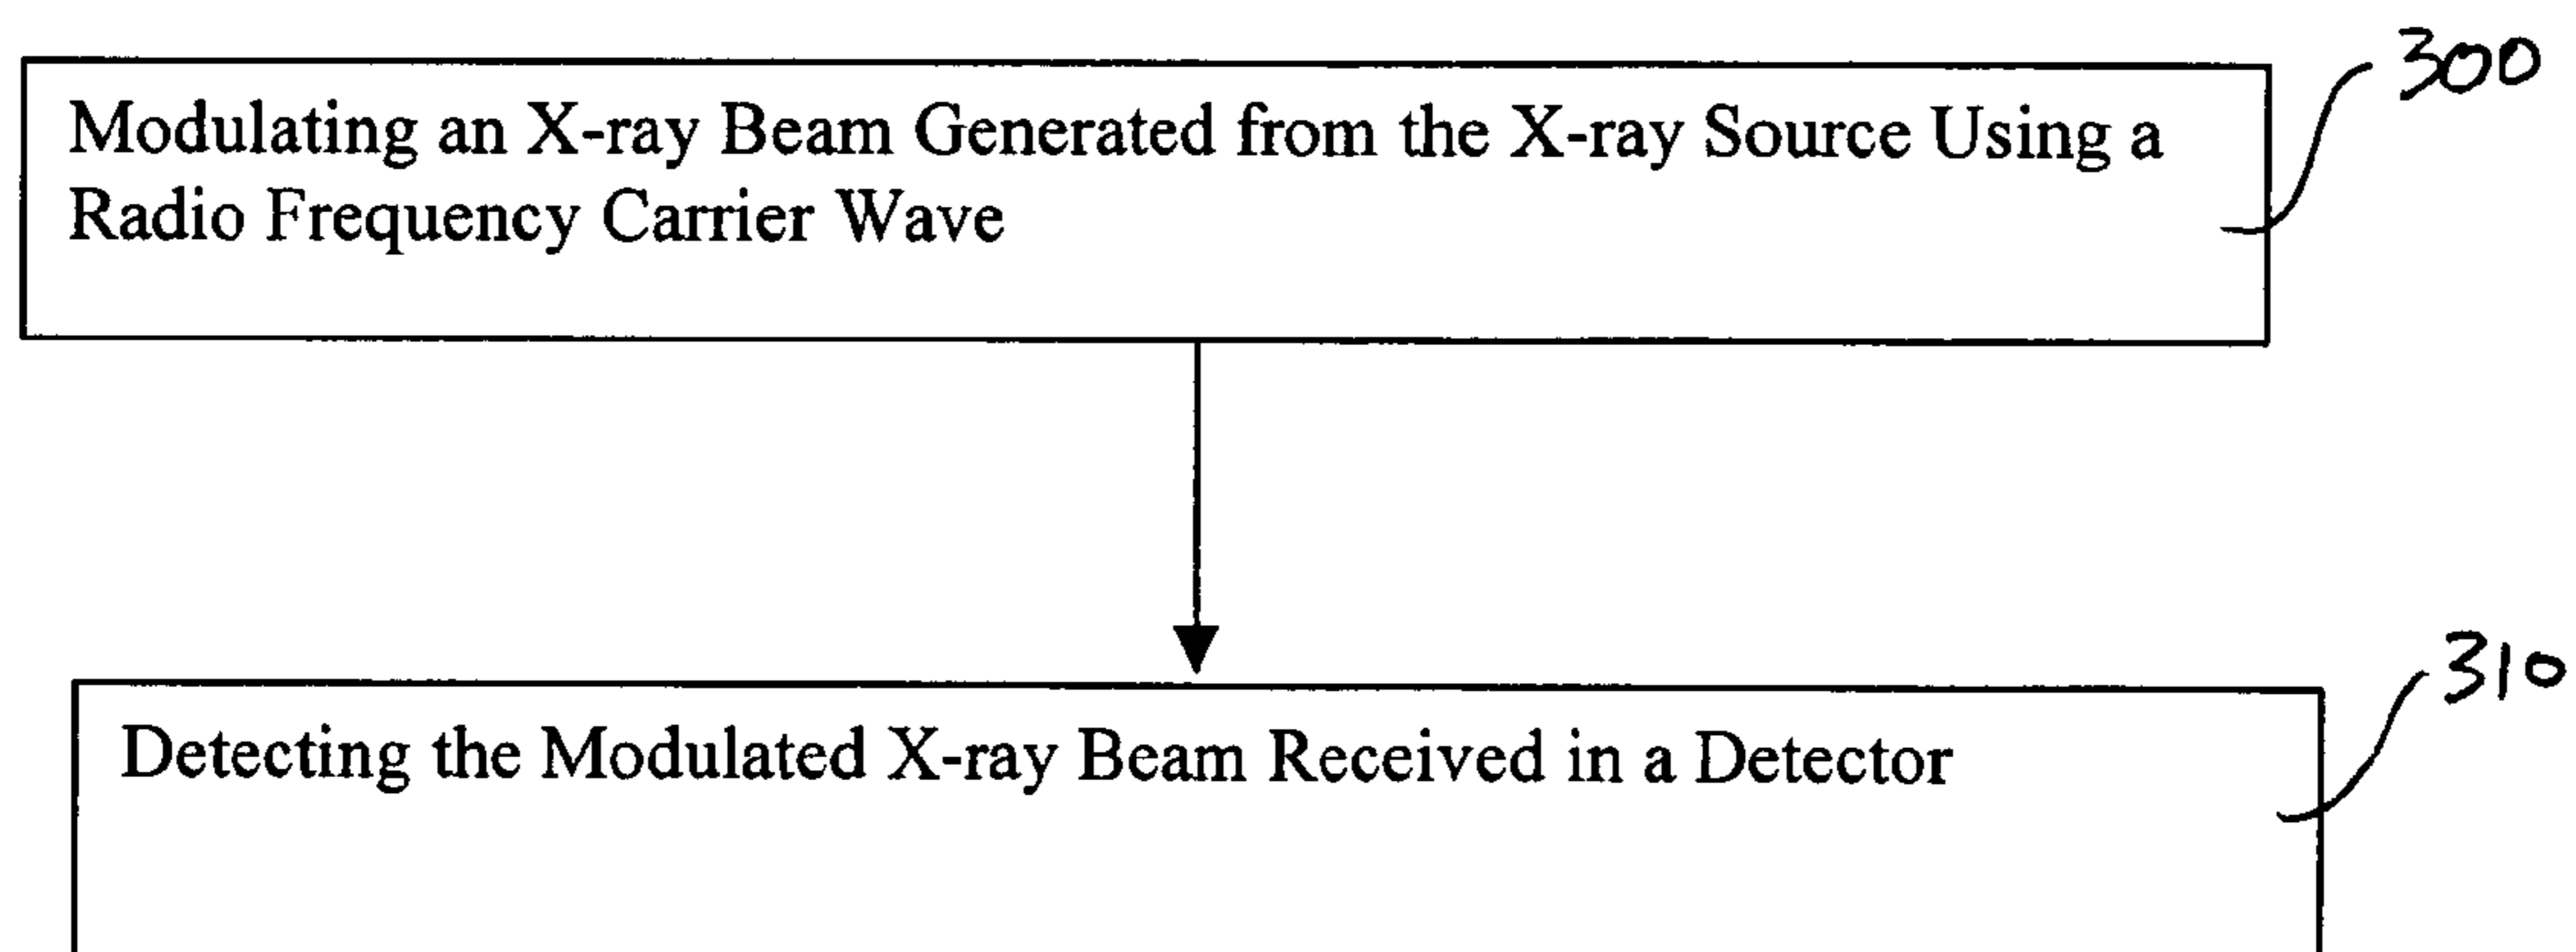 300
Modulating an X-ray Beam Generated from the X-ray Source Using a
Radio Frequency Carrier Wave
310
Detecting the Modulated X-ray Beam Received in a Detector